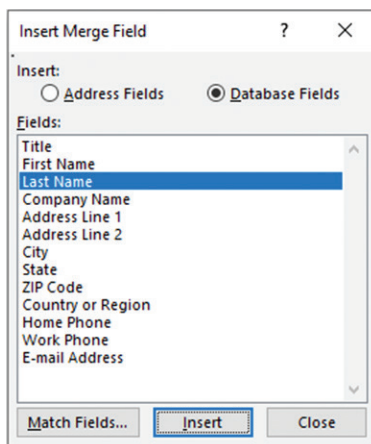 Insert Merge Field ? ×
Insert:
Address Fields Database Fields
Fields:
Title
First Name
Last Name
Company Name
Address Line 1
Address Line 2
City
State
ZIP Code
Country or Region
Home Phone
Work Phone
E-mail Address
Match Fields... Insert Close